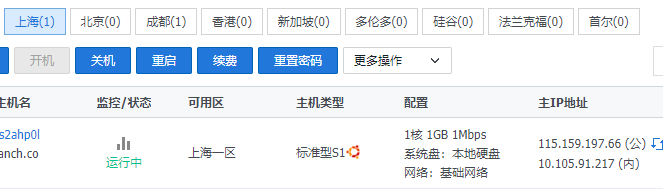 上海(1) 北京(0) 成都(1) 香港(0) 新加坡(0) 多伦多(0) 硅谷(0) 法兰克福(0) 首尔(0)
开机 关机 重启 续费 重置密码 更多操作
主机名 监控/状态 可用区 主机类型 配置 主IP地址
s2ahp0l
anch.co
运行中
上海一区
标准型S1
1核 1GB 1Mbps
系统盘：本地硬盘
网络：基础网络
115.159.197.66 (公)
10.105.91.217 (内)